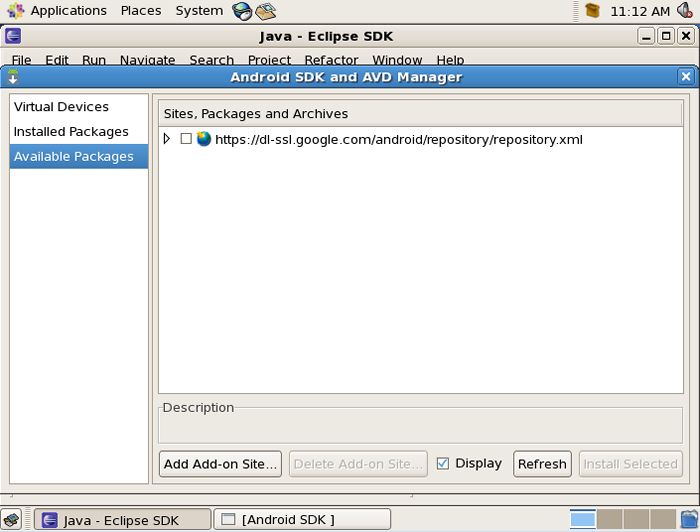 Applications Places System 11:12 AM
Java - Eclipse SDK
File Edit Run Navigate Search Project Refactor Window Help
Android SDK and AVD Manager
Virtual Devices
Installed Packages
Available Packages
Sites, Packages and Archives
https://dl-ssl.google.com/android/repository/repository.xml
Description
Add Add-on Site... Delete Add-on Site... Display Refresh Install Selected
Java - Eclipse SDK [Android SDK ]